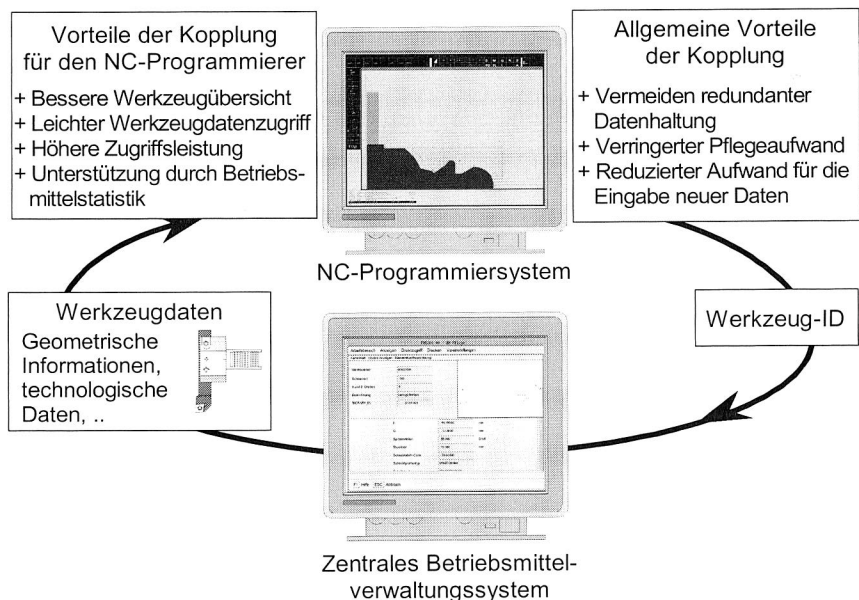 Vorteile der Kopplung
für den NC-Programmierer
+ Bessere Werkzeugübersicht
+ Leichter Werkzeugdatenzugriff
+ Höhere Zugriffsleistung
+ Unterstützung durch Betriebs-
mittelstatistik
Allgemeine Vorteile
der Kopplung
+ Vermeiden redundanter
Datenhaltung
+ Verringerter Pflegeaufwand
+ Reduzierter Aufwand für die
Eingabe neuer Daten
NC-Programmiersystem
Werkzeugdaten
Geometrische
Informationen,
technologische
Daten, ..
Werkzeug-ID
Zentrales Betriebsmittel-
verwaltungssystem